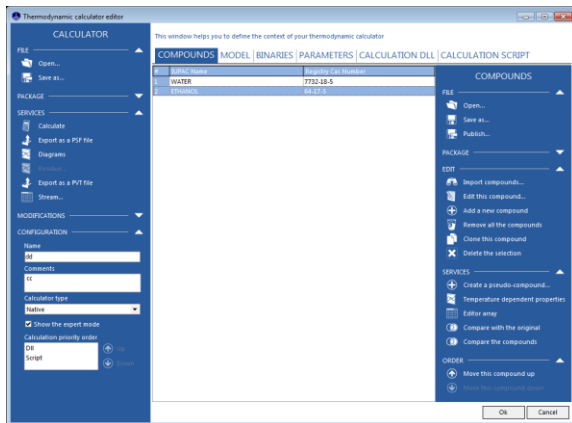 Thermodynamic calculator editor
CALCULATOR
FILE
Open...
Save as...
PACKAGE
SERVICES
Calculate
Export as a PSF file
Diagrams
Residue...
Export as a PVT file
Stream...
MODIFICATIONS
CONFIGURATION
Name
dd
Comments
cc
Calculator type
Native
Show the expert mode
Calculation priority order
Dll
Script
Up
Down
This window helps you to define the context of your thermodynamic calculator
COMPOUNDS MODEL BINARIES PARAMETERS CALCULATION DLL CALCULATION SCRIPT
# IUPAC Name Registry Cas Number
1 WATER 7732-18-5
2 ETHANOL 64-17-5
COMPOUNDS
FILE
Open...
Save as...
Publish...
PACKAGE
EDIT
Import compounds...
Edit this compound...
Add a new compound
Remove all the compounds
Clone this compound
Delete the selection
SERVICES
Create a pseudo-compound...
Temperature dependent properties
Editor array
Compare with the original
Compare the compounds
ORDER
Move this compound up
Move this compound down
Ok Cancel